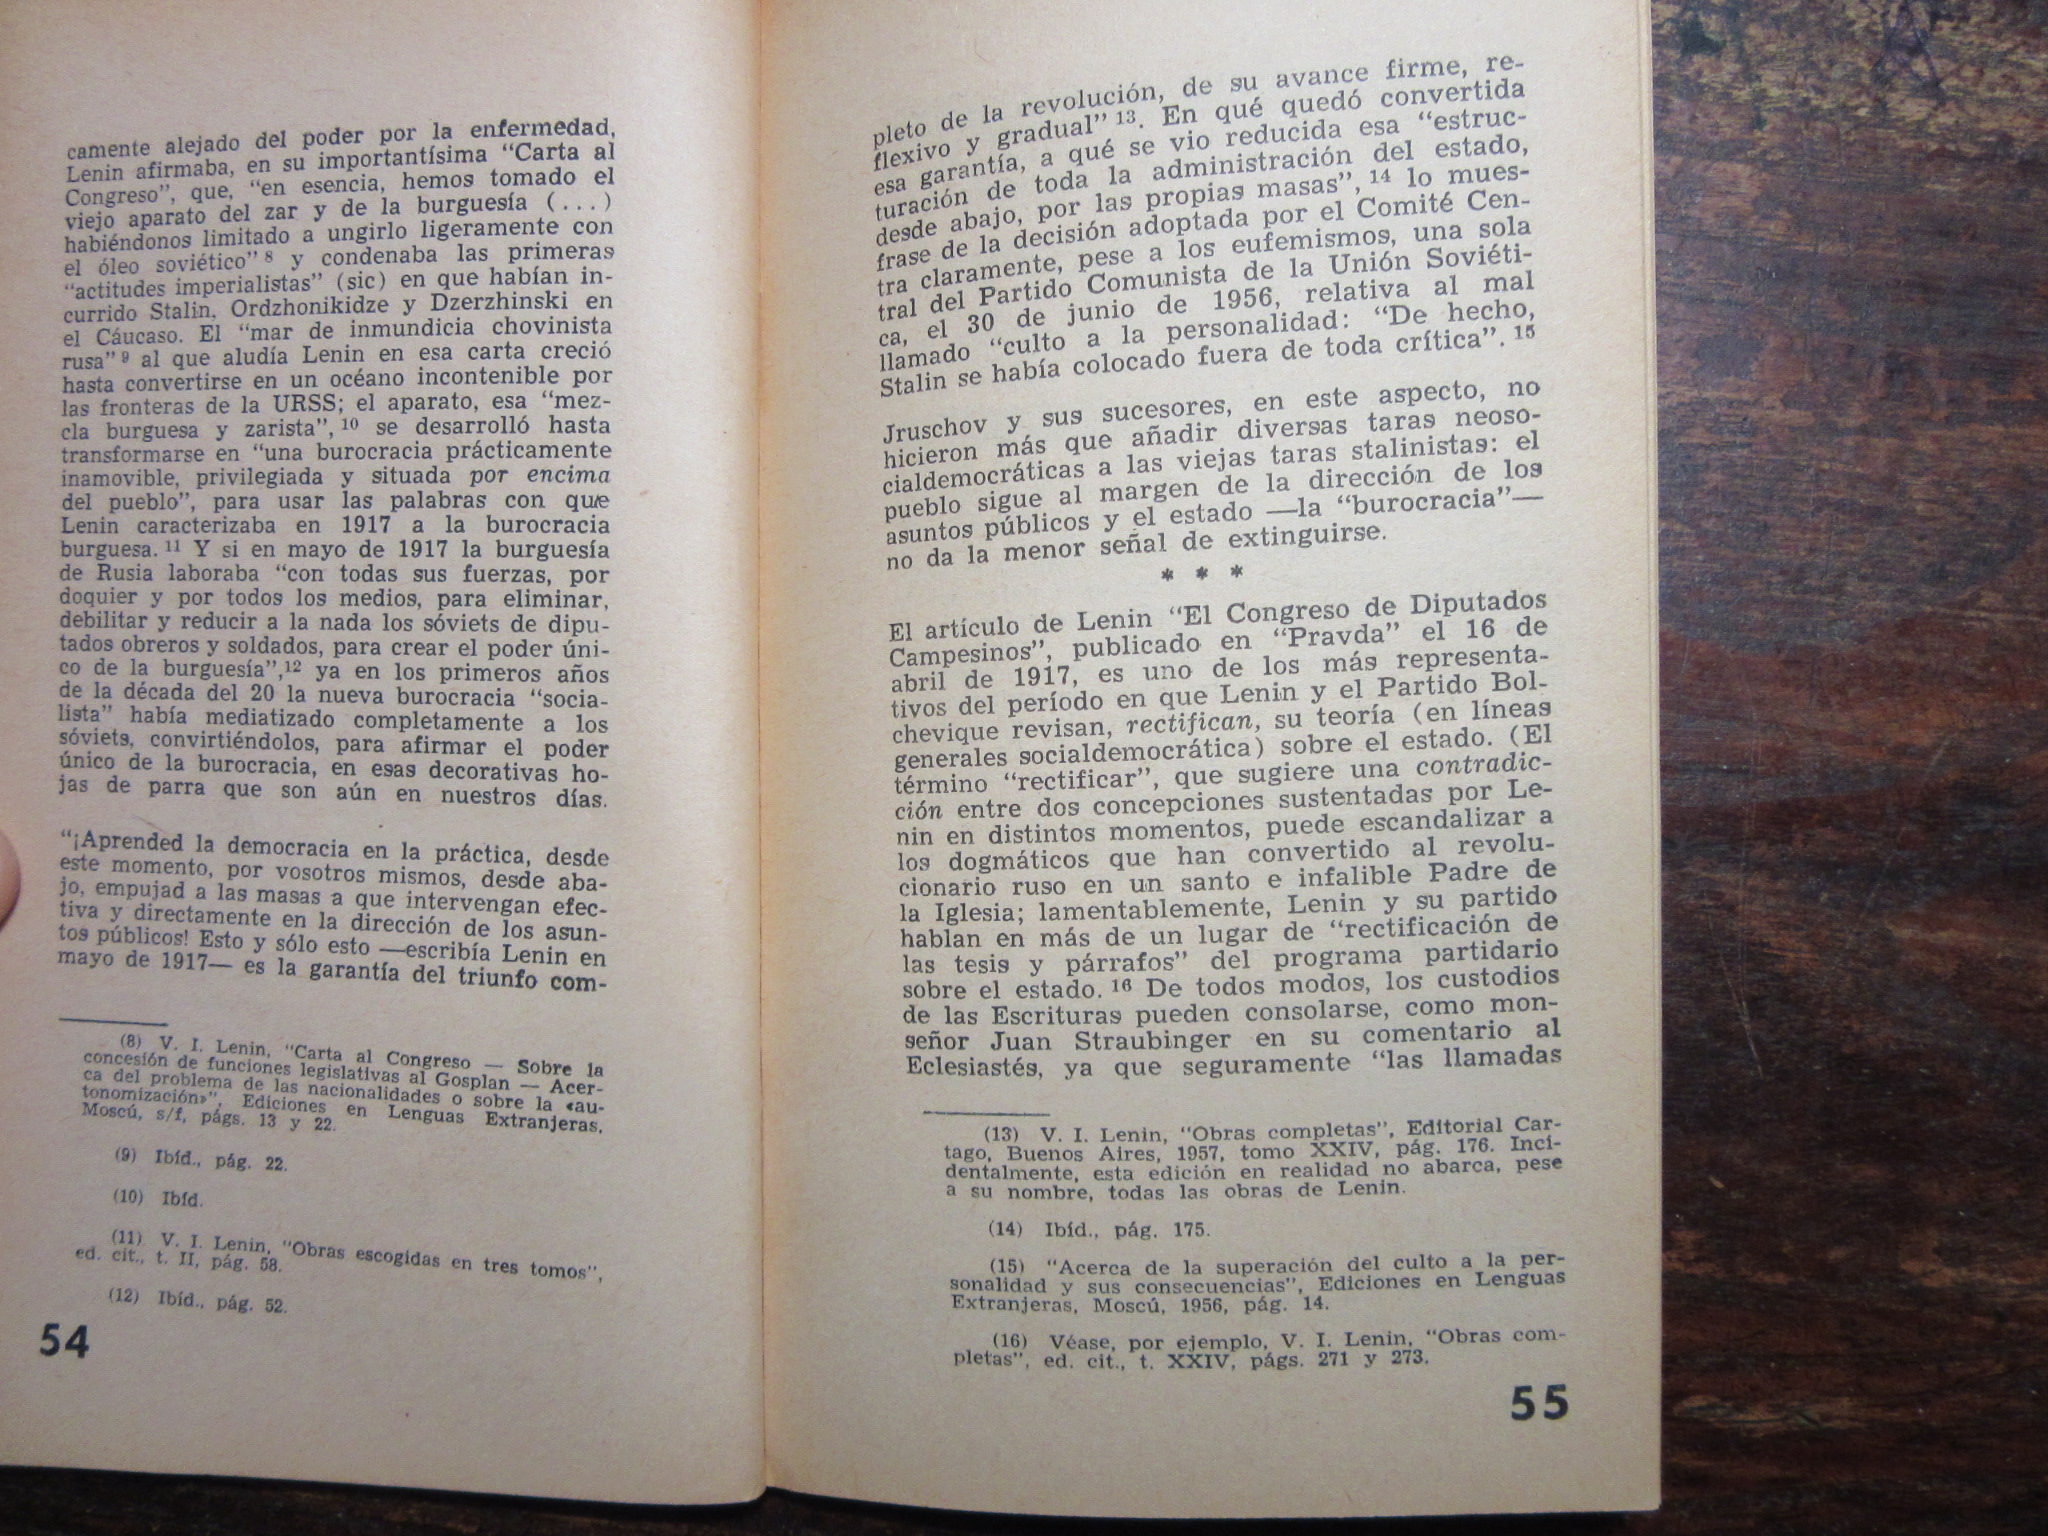 camente alejado del poder por la enfermedad,
Lenin afirmaba, en su importantísima “Carta al
Congreso”, que, “en esencia, hemos tomado el
viejo aparato del zar y de la burguesía (...)
habiéndonos limitado a ungirlo ligeramente con
el óleo soviético” 8 y condenaba las primeras
“actitudes imperialistas” (sic) en que habían in-
currido Stalin, Ordzhonikidze y Dzerzhinski en
el Cáucaso. El “mar de inmundicia chovinista
rusa” 9 al que aludía Lenin en esa carta creció
hasta convertirse en un océano incontenible por
las fronteras de la URSS; el aparato, esa “mez-
cla burguesa y zarista”, 10 se desarrolló hasta
transformarse en “una burocracia prácticamente
inamovible, privilegiada y situada por encima
del pueblo”, para usar las palabras con que
Lenin caracterizaba en 1917 a la burocracia
burguesa. 11 Y si en mayo de 1917 la burguesía
de Rusia laboraba “con todas sus fuerzas, por
doquier y por todos los medios, para eliminar,
debilitar y reducir a la nada los sóviets de dipu-
tados obreros y soldados, para crear el poder úni-
co de la burguesía”,12 ya en los primeros años
de la década del 20 la nueva burocracia “socia-
lista” había mediatizado completamente a los
sóviets, convirtiéndolos, para afirmar el poder
único de la burocracia, en esas decorativas ho-
jas de parra que son aún en nuestros días.
“¡Aprended la democracia en la práctica, desde
este momento, por vosotros mismos, desde aba-
jo, empujad a las masas a que intervengan efec-
tiva y directamente en la dirección de los asun-
tos públicos! Esto y sólo esto —escribía Lenin en
mayo de 1917— es la garantía del triunfo com-
(8) V. I. Lenin, “Carta al Congreso — Sobre la
concesión de funciones legislativas al Gosplan — Acer-
ca del problema de las nacionalidades o sobre la «au-
tonomización»”, Ediciones en Lenguas Extranjeras,
Moscú, s/f, págs. 13 y 22.
(9) Ibíd., pág. 22.
(10) Ibíd.
(11) V. I. Lenin, “Obras escogidas en tres tomos”,
ed. cit., t. II, pág. 58.
(12) Ibíd., pág. 52.
54
pleto de la revolución, de su avance firme, re-
flexivo y gradual” 13. En qué quedó convertida
esa garantía, a qué se vio reducida esa “estruc-
turación de toda la administración del estado,
desde abajo, por las propias masas”, 14 lo mues-
frase de la decisión adoptada por el Comité Cen-
tra claramente, pese a los eufemismos, una sola
tral del Partido Comunista de la Unión Soviéti-
ca, el 30 de junio de 1956, relativa al mal
llamado “culto a la personalidad: “De hecho,
Stalin se había colocado fuera de toda crítica”. 15
Jruschov y sus sucesores, en este aspecto, no
hicieron más que añadir diversas taras neoso-
cialdemocráticas a las viejas taras stalinistas: el
pueblo sigue al margen de la dirección de los
asuntos públicos y el estado —la “burocracia”—
no da la menor señal de extinguirse.
* * *
El artículo de Lenin “El Congreso de Diputados
Campesinos”, publicado en “Pravda” el 16 de
abril de 1917, es uno de los más representa-
tivos del período en que Lenin y el Partido Bol-
chevique revisan, rectifican, su teoría (en líneas
generales socialdemocrática) sobre el estado. (El
término “rectificar”, que sugiere una contradic-
ción entre dos concepciones sustentadas por Le-
nin en distintos momentos, puede escandalizar a
los dogmáticos que han convertido al revolu-
cionario ruso en un santo e infalible Padre de
la Iglesia; lamentablemente, Lenin y su partido
hablan en más de un lugar de “rectificación de
las tesis y párrafos” del programa partidario
sobre el estado. 16 De todos modos, los custodios
de las Escrituras pueden consolarse, como mon-
señor Juan Straubinger en su comentario al
Eclesiastés, ya que seguramente “las llamadas
(13) V. I. Lenin, “Obras completas”, Editorial Car-
tago, Buenos Aires, 1957, tomo XXIV, pág. 176. Inci-
dentalmente, esta edición en realidad no abarca, pese
a su nombre, todas las obras de Lenin.
(14) Ibíd., pág. 175.
(15) “Acerca de la superación del culto a la per-
sonalidad y sus consecuencias”, Ediciones en Lenguas
Extranjeras, Moscú, 1956, pág. 14.
(16) Véase, por ejemplo, V. I. Lenin, “Obras com-
pletas”, ed. cit., t. XXIV, págs. 271 y 273.
55